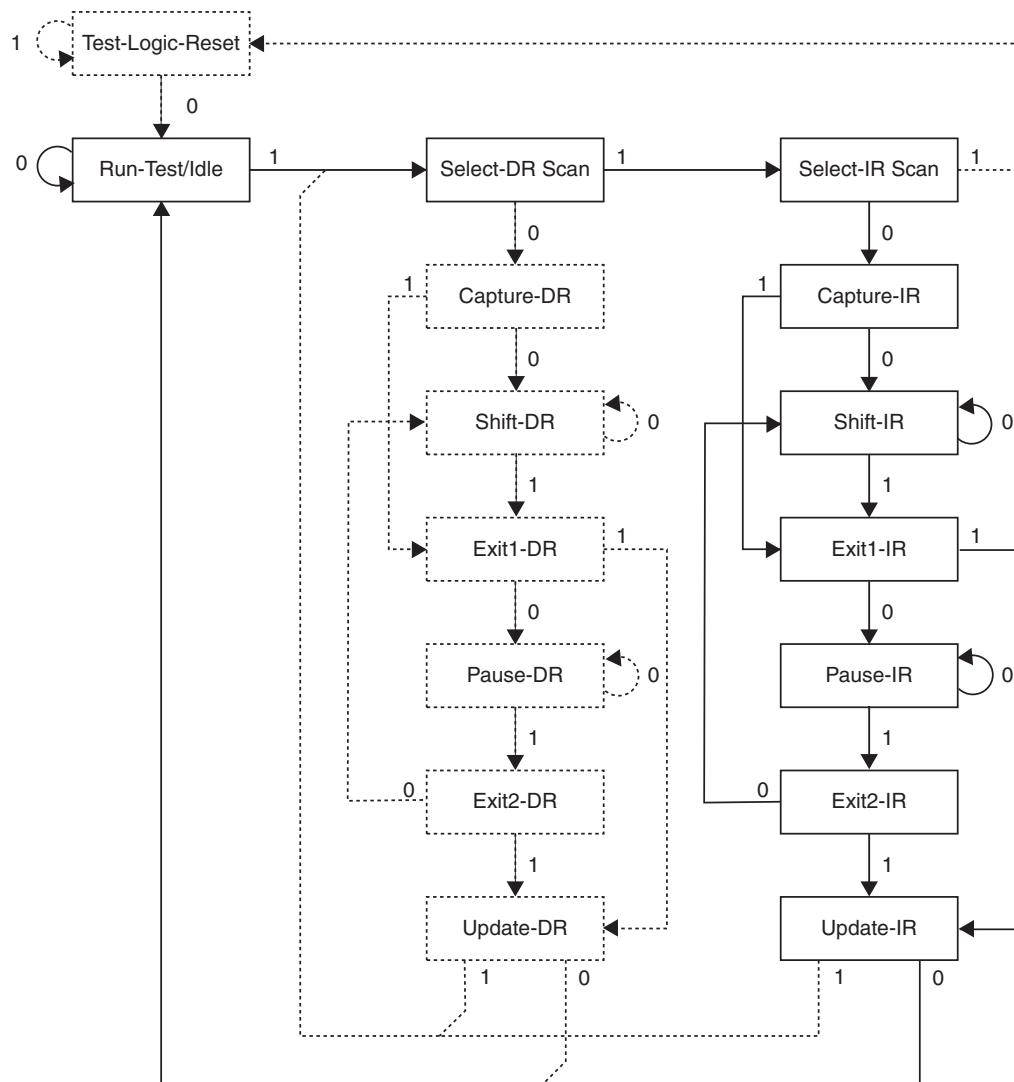 1 Test-Logic-Reset
0
0 Run-Test/Idle 1 Select-DR Scan 1 Select-IR Scan 1
0 0
1 Capture-DR 1 Capture-IR
0 0
Shift-DR 0 Shift-IR 0
1 1
Exit1-DR 1 Exit1-IR 1
0 0
Pause-DR 0 Pause-IR 0
1 1
0 Exit2-DR 0 Exit2-IR
1 1
Update-DR Update-IR
1 0 1 0